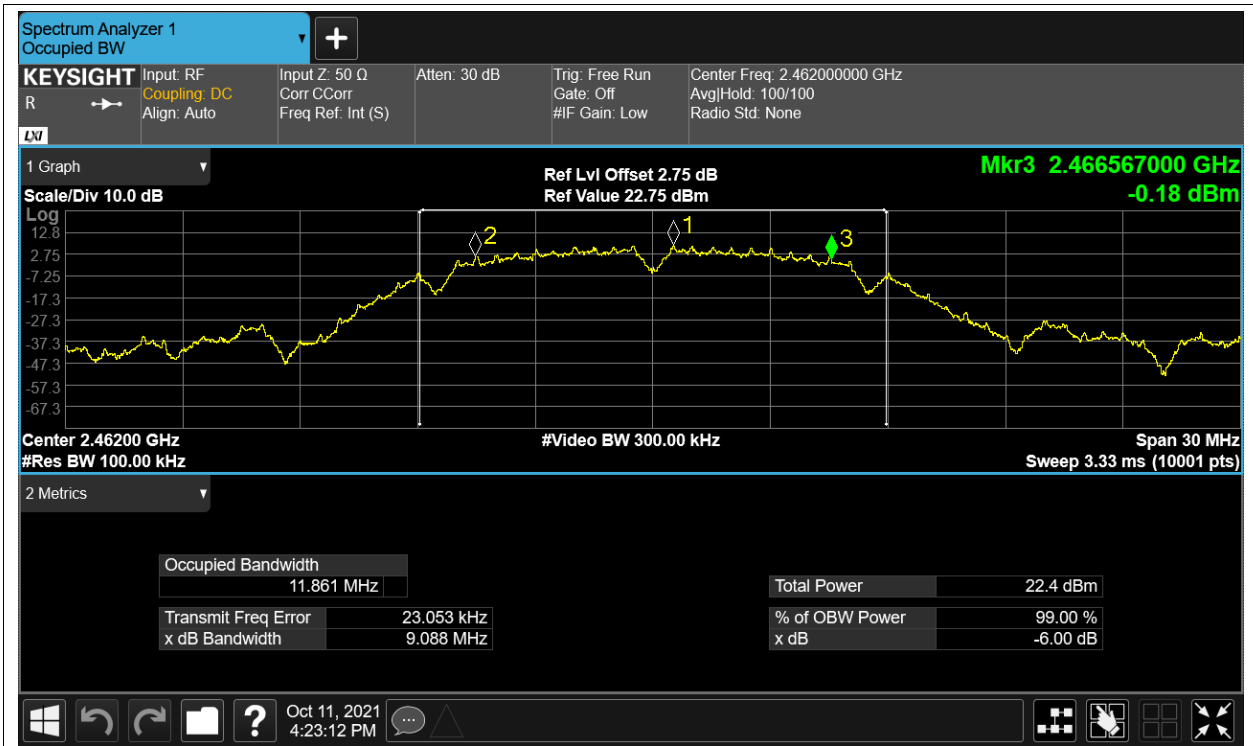 Spectrum Analyzer 1
Occupied BW
KEYSIGHT
R
LXI
Input: RF
Coupling: DC
Align: Auto
Input Z: 50 Ω
Corr CCorr
Freq Ref: Int (S)
Atten: 30 dB
Trig: Free Run
Gate: Off
#IF Gain: Low
Center Freq: 2.462000000 GHz
Avg|Hold: 100/100
Radio Std: None
1 Graph
Scale/Div 10.0 dB
Ref Lvl Offset 2.75 dB
Ref Value 22.75 dBm
Mkr3 2.466567000 GHz
-0.18 dBm
Log
12.8
2.75
-7.25
-17.3
-27.3
-37.3
-47.3
-57.3
-67.3
2
1
3
Center 2.46200 GHz
#Res BW 100.00 kHz
#Video BW 300.00 kHz
Span 30 MHz
Sweep 3.33 ms (10001 pts)
2 Metrics
Occupied Bandwidth
11.861 MHz
Transmit Freq Error 23.053 kHz
x dB Bandwidth 9.088 MHz
Total Power 22.4 dBm
% of OBW Power 99.00 %
x dB -6.00 dB
?
Oct 11, 2021
4:23:12 PM